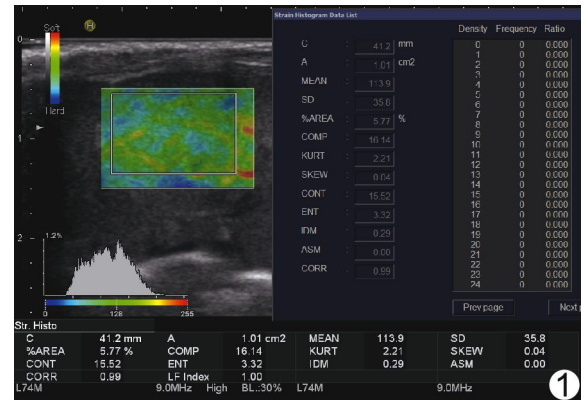 Strain Histogram Data List
Soft
H
Hard
0
1
2
1.2%
0 128 255
C : 41.2 mm
A : 1.01 cm2
MEAN : 113.9
SD : 35.8
%AREA : 5.77 %
COMP : 16.14
KURT : 2.21
SKEW : 0.04
CONT : 15.52
ENT : 3.32
IDM : 0.29
ASM : 0.00
CORR : 0.99
Density Frequency Ratio
0 0 0.000
1 0 0.000
2 0 0.000
3 0 0.000
4 0 0.000
5 0 0.000
6 0 0.000
7 0 0.000
8 0 0.000
9 0 0.000
10 0 0.000
11 0 0.000
12 0 0.000
13 0 0.000
14 0 0.000
15 0 0.000
16 0 0.000
17 0 0.000
18 0 0.000
19 0 0.000
20 0 0.000
21 0 0.000
22 0 0.000
23 0 0.000
24 0 0.000
Prev page Next
Str. Histo
C 41.2 mm A 1.01 cm2 MEAN 113.9 SD 35.8
%AREA 5.77 % COMP 16.14 KURT 2.21 SKEW 0.04
CONT 15.52 ENT 3.32 IDM 0.29 ASM 0.00
CORR 0.99 LF Index 1.00
L74M 9.0MHz High BL.:30% L74M 9.0MHz
1